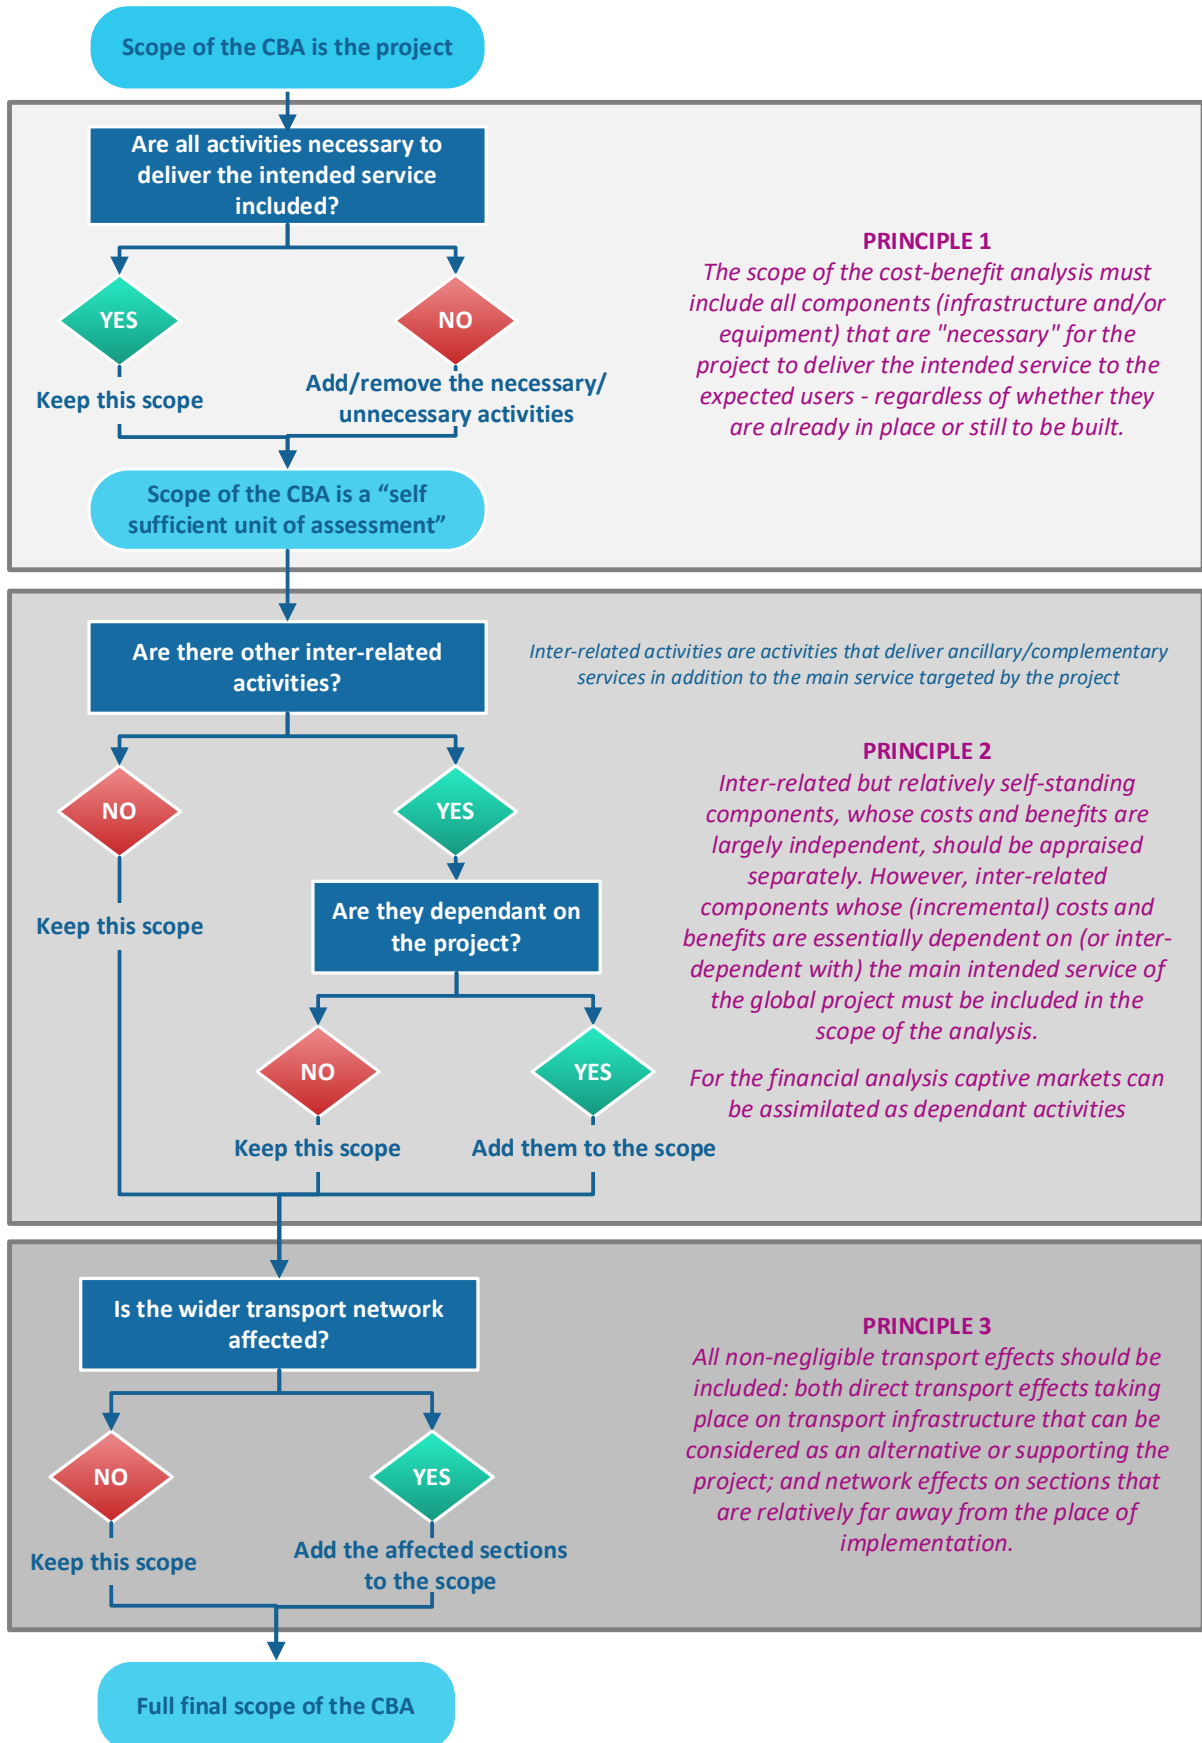 Scope of the CBA is the project
Are all activities necessary to
deliver the intended service
included?
YES
NO
Keep this scope
Add/remove the necessary/
unnecessary activities
Scope of the CBA is a “self
sufficient unit of assessment”
PRINCIPLE 1
The scope of the cost-benefit analysis must
include all components (infrastructure and/or
equipment) that are "necessary" for the
project to deliver the intended service to the
expected users - regardless of whether they
are already in place or still to be built.
Are there other inter-related
activities?
Inter-related activities are activities that deliver ancillary/complementary
services in addition to the main service targeted by the project
NO
YES
Keep this scope
Are they dependant on
the project?
NO
YES
Keep this scope
Add them to the scope
PRINCIPLE 2
Inter-related but relatively self-standing
components, whose costs and benefits are
largely independent, should be appraised
separately. However, inter-related
components whose (incremental) costs and
benefits are essentially dependent on (or inter-
dependent with) the main intended service of
the global project must be included in the
scope of the analysis.
For the financial analysis captive markets can
be assimilated as dependant activities
Is the wider transport network
affected?
NO
YES
Keep this scope
Add the affected sections
to the scope
PRINCIPLE 3
All non-negligible transport effects should be
included: both direct transport effects taking
place on transport infrastructure that can be
considered as an alternative or supporting the
project; and network effects on sections that
are relatively far away from the place of
implementation.
Full final scope of the CBA